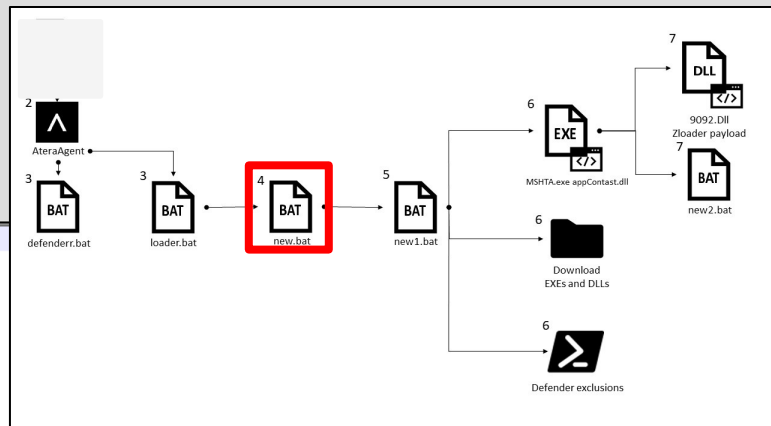 2
AteraAgent
3
BAT
defenderr.bat
3
BAT
loader.bat
4
BAT
new.bat
5
BAT
new1.bat
6
EXE
</>
MSHTA.exe appContast.dll
7
DLL
</>
9092.Dll
Zloader payload
7
BAT
new2.bat
6
Download
EXEs and DLLs
6
Defender exclusions